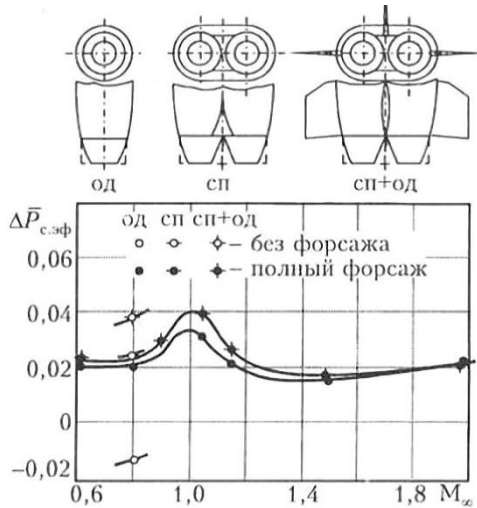 од сп сп+од
ΔP̄с.эф
од сп сп+од
– без форсажа
– полный форсаж
0,06
0,04
0,02
0
−0,02
0,6 1,0 1,4 1,8 M∞